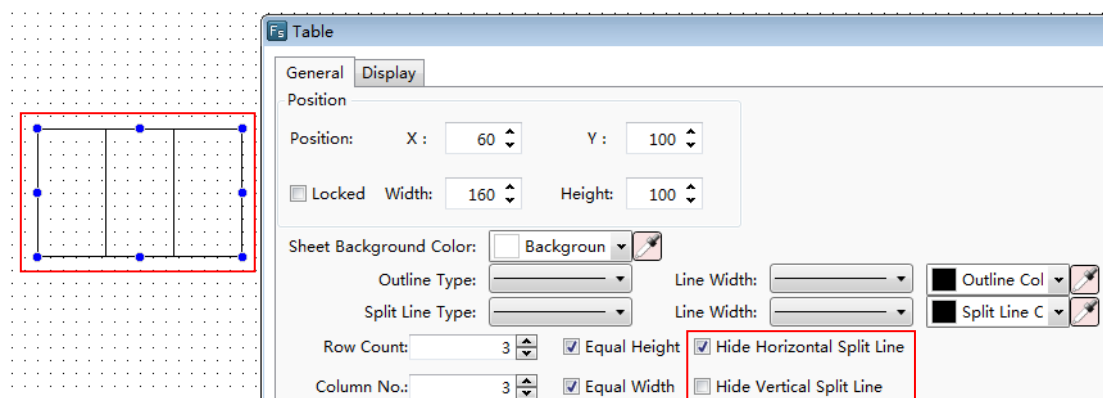 Fs Table
General Display
Position
Position: X : 60 Y : 100
Locked Width: 160 Height: 100
Sheet Background Color: Backgroun
Outline Type: Line Width: Outline Col
Split Line Type: Line Width: Split Line C
Row Count: 3 Equal Height Hide Horizontal Split Line
Column No.: 3 Equal Width Hide Vertical Split Line